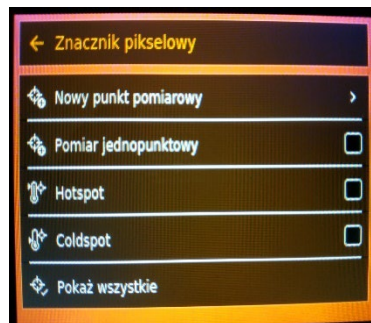 Znacznik pikselowy
Nowy punkt pomiarowy
Pomiar jednopunktowy
Hotspot
Coldspot
Pokaż wszystkie